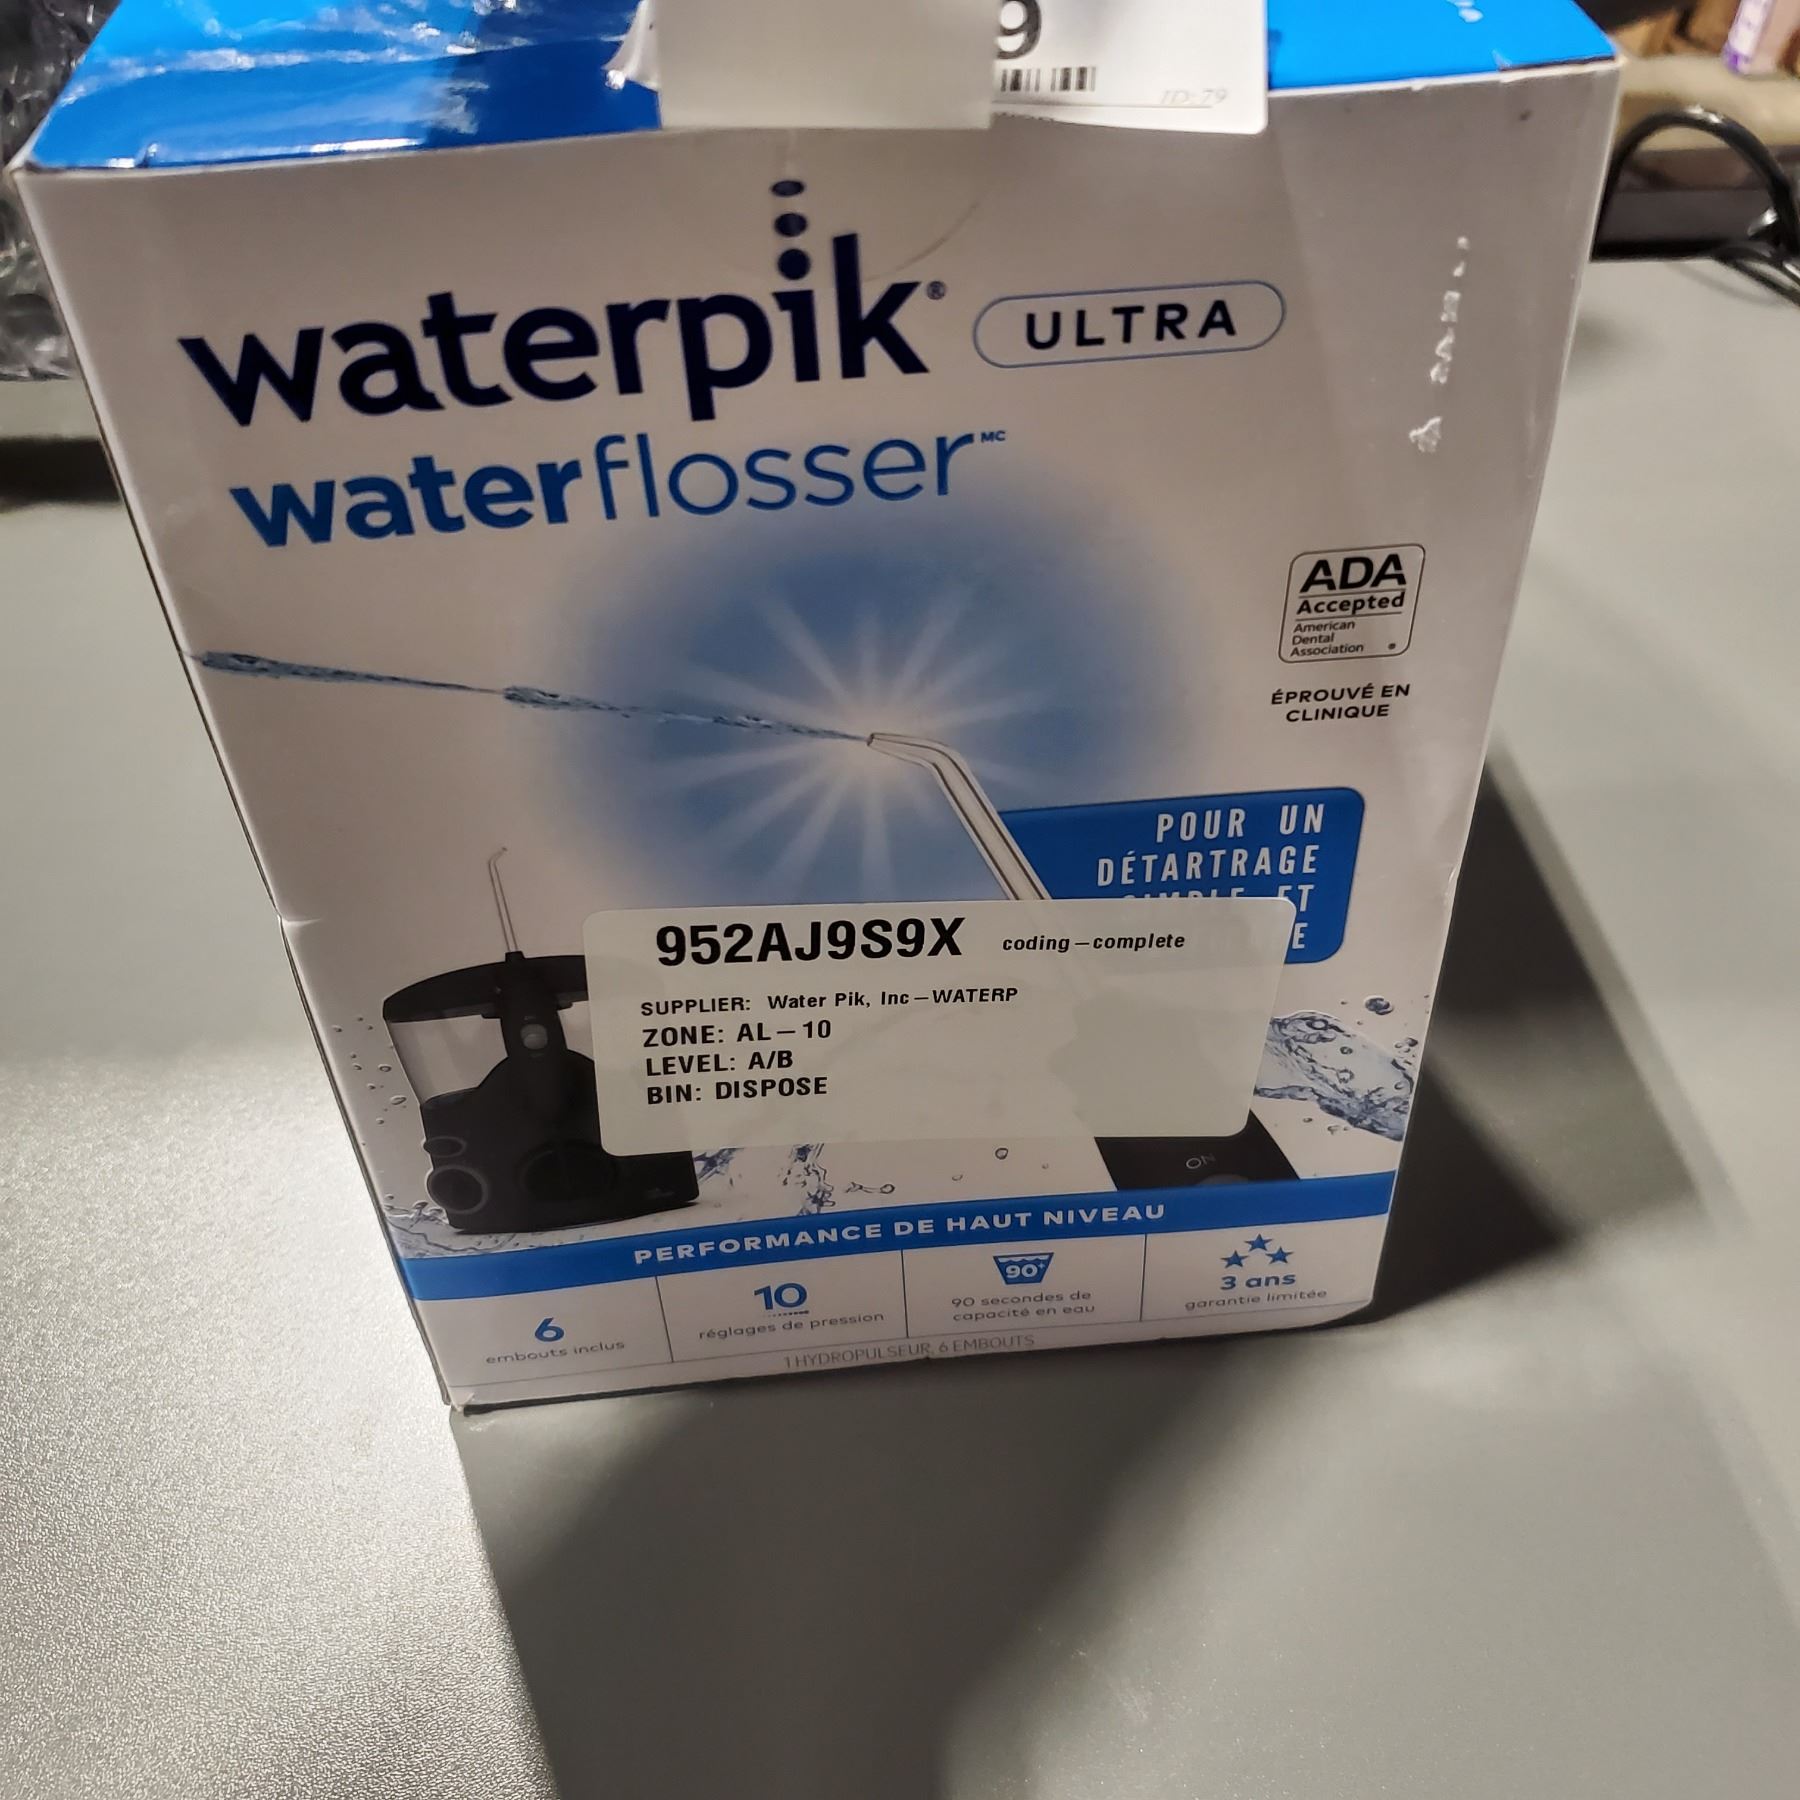 9
ID:79
waterpik® ULTRA
waterflosser MC
ADA
Accepted
American
Dental
Association
ÉPROUVÉ EN
CLINIQUE
POUR UN
DÉTARTRAGE
ET
E
952AJ9S9X coding-complete
SUPPLIER: Water Pik, Inc-WATERP
ZONE: AL-10
LEVEL: A/B
BIN: DISPOSE
ON
PERFORMANCE DE HAUT NIVEAU
6
embouts inclus
10
réglages de pression
90+
90 secondes de
capacité en eau
3 ans
garantie limitée
1 HYDROPULSEUR, 6 EMBOUTS